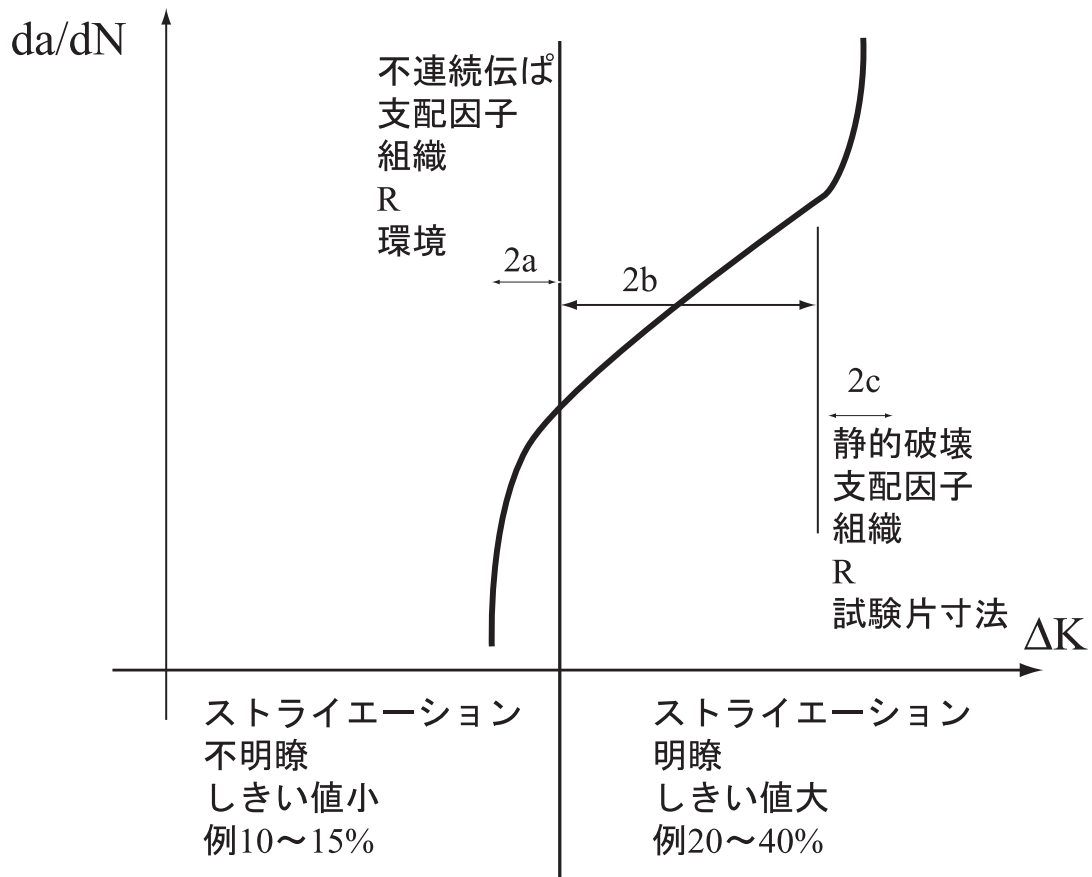 da/dN
不連続伝ぱ
支配因子
組織
R
環境
2a
2b
2c
静的破壊
支配因子
組織
R
試験片寸法
ΔK
ストライエーション
不明瞭
しきい値小
例10～15%
ストライエーション
明瞭
しきい値大
例20～40%